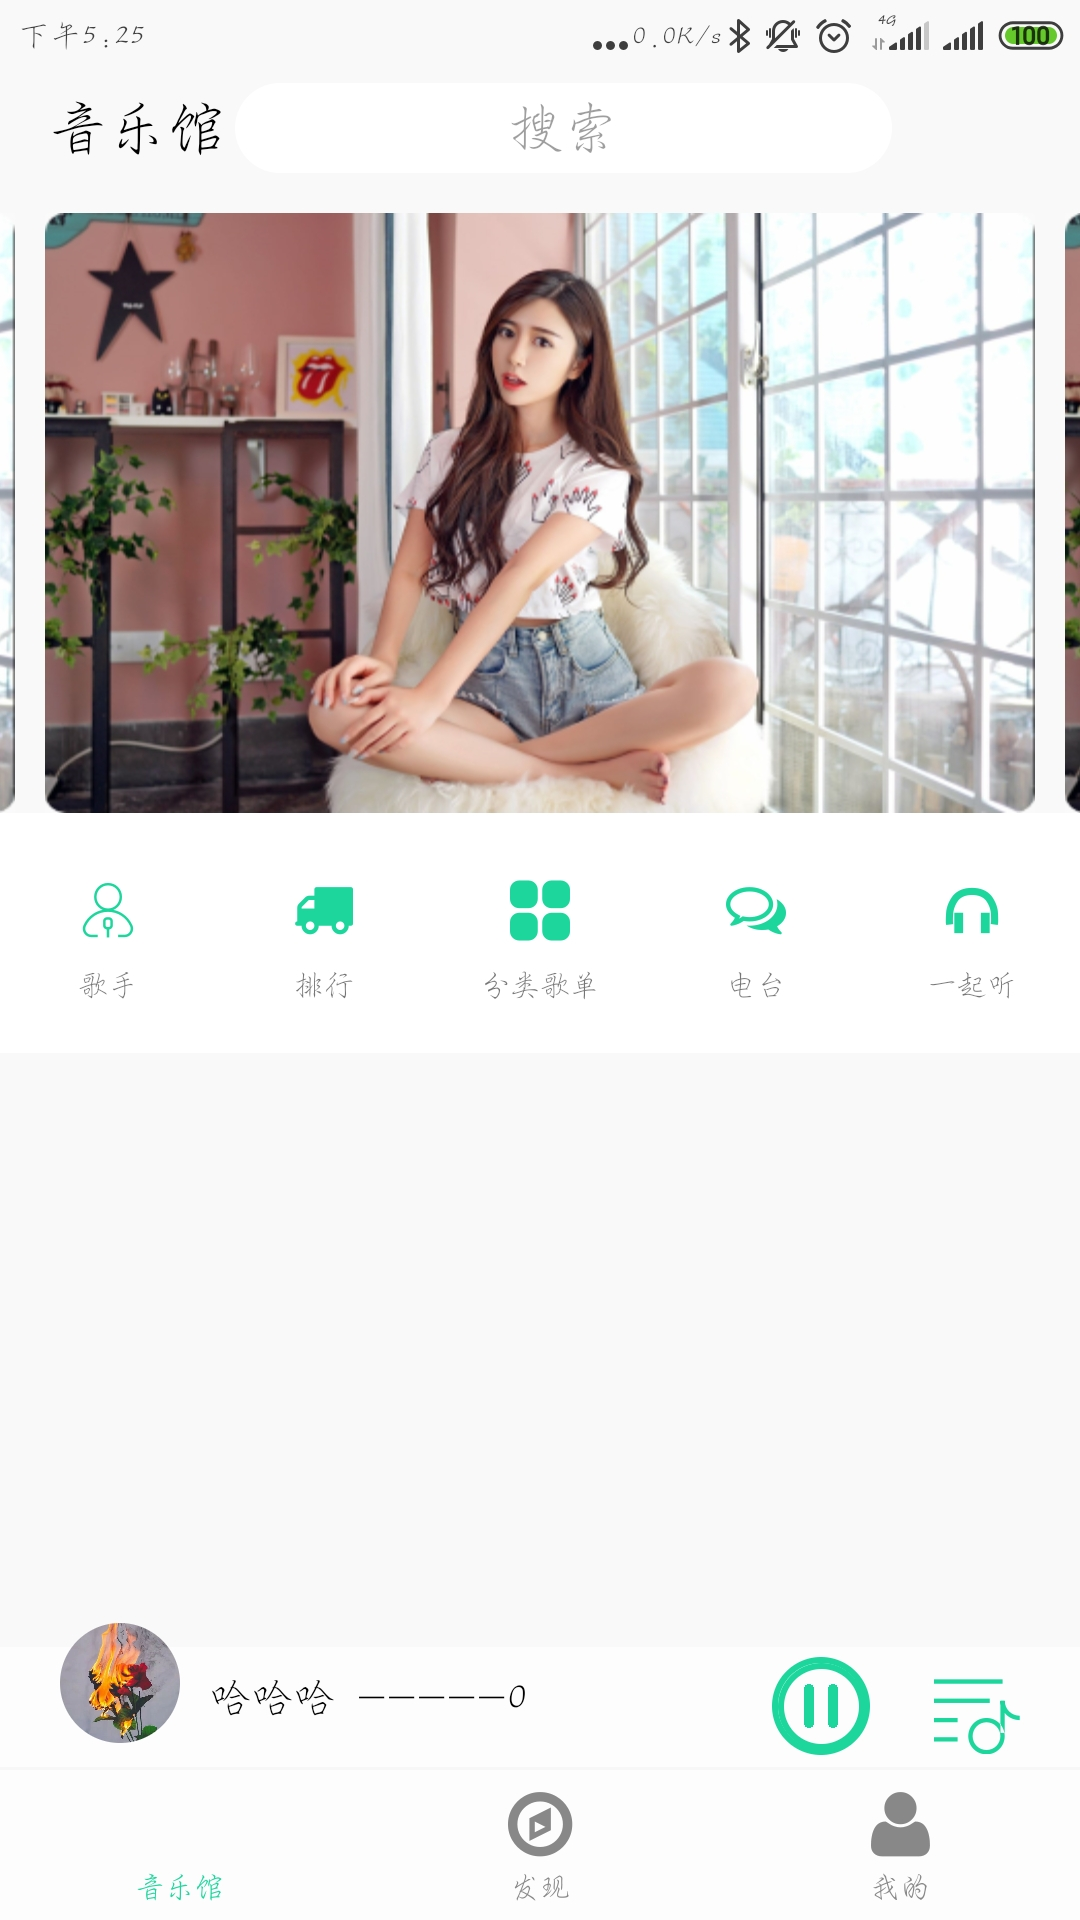 下午5:25
...0.0K/s 4G 100
音乐馆 搜索
歌手 排行 分类歌单 电台 一起听
哈哈哈 -----0
音乐馆 发现 我的